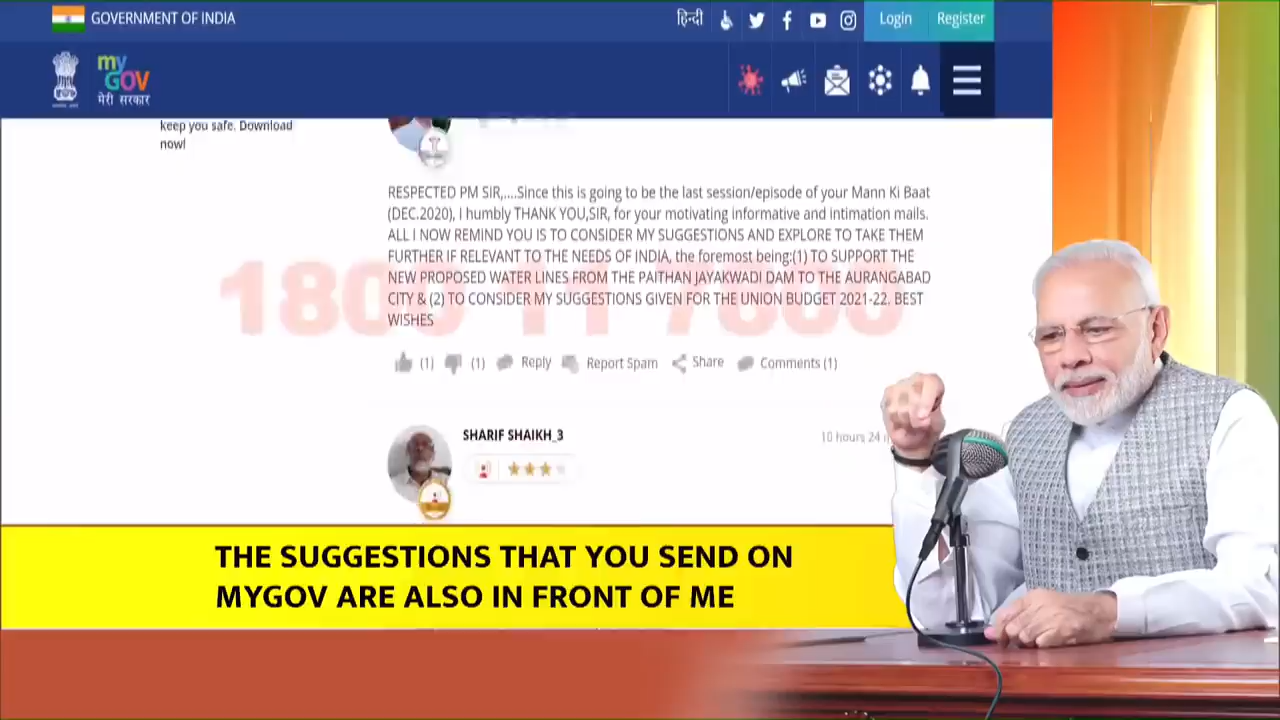 GOVERNMENT OF INDIA
हिन्दी
Login
Register
my
GOV
मेरी सरकार
keep you safe. Download
now!
RESPECTED PM SIR,....Since this is going to be the last session/episode of your Mann Ki Baat
(DEC.2020), I humbly THANK YOU,SIR, for your motivating informative and intimation mails.
ALL I NOW REMIND YOU IS TO CONSIDER MY SUGGESTIONS AND EXPLORE TO TAKE THEM
FURTHER IF RELEVANT TO THE NEEDS OF INDIA, the foremost being:(1) TO SUPPORT THE
NEW PROPOSED WATER LINES FROM THE PAITHAN JAYAKWADI DAM TO THE AURANGABAD
CITY & (2) TO CONSIDER MY SUGGESTIONS GIVEN FOR THE UNION BUDGET 2021-22. BEST
WISHES
1800 11 7800
(1) (1) Reply Report Spam Share Comments (1)
SHARIF SHAIKH_3
10 hours 24
THE SUGGESTIONS THAT YOU SEND ON
MYGOV ARE ALSO IN FRONT OF ME